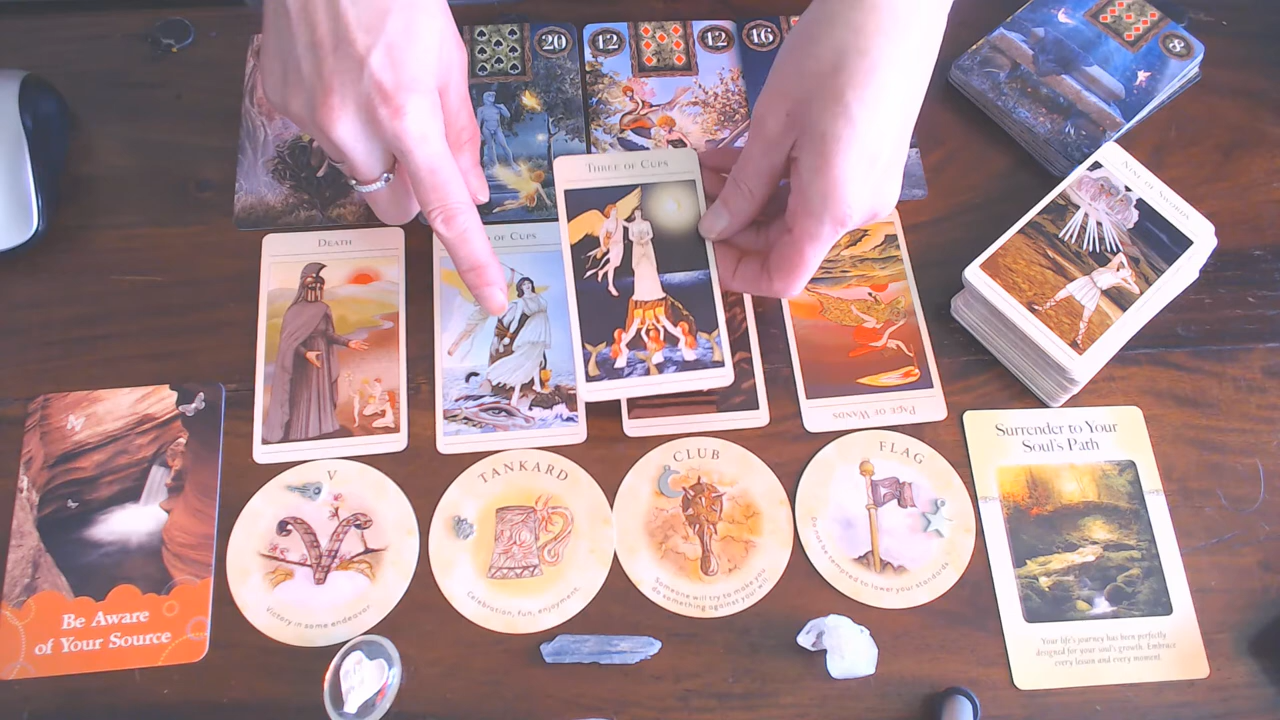 20
12
12
16
8
THREE OF CUPS
NINE OF SWORDS
DEATH
OF CUPS
PAGE OF WANDS
Surrender to Your
Soul's Path
V
TANKARD
CLUB
FLAG
Victory in some endeavor.
Celebration, fun, enjoyment.
Someone will try to make you
do something against your will.
Do not be tempted to lower your standards
Be Aware
of Your Source
Your life's journey has been perfectly
designed for your soul's growth. Embrace
every lesson and every moment.